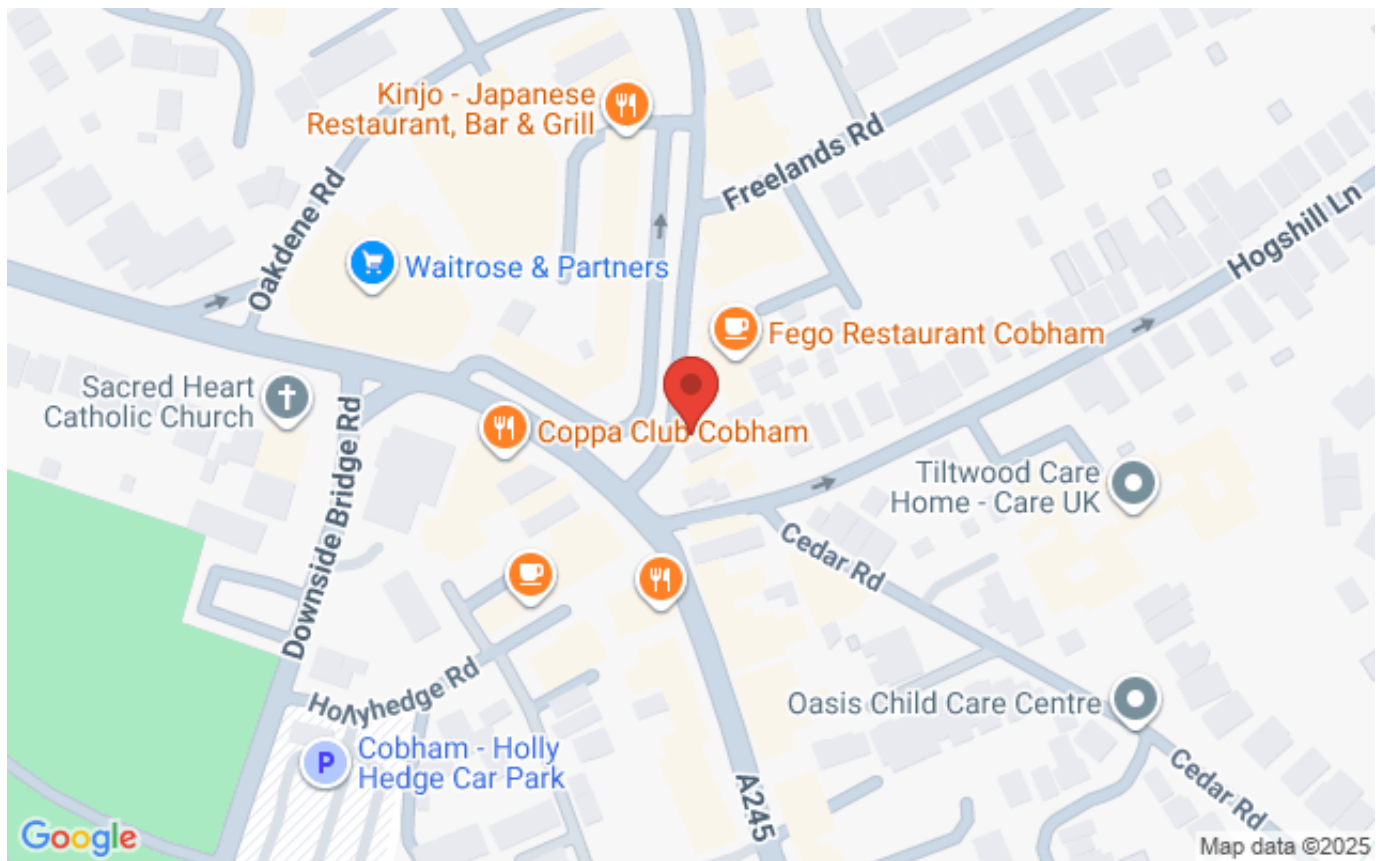 Kinjo - Japanese
Restaurant, Bar & Grill
Freelands Rd
Oakdene Rd
Hogshill Ln
Waitrose & Partners
Fego Restaurant Cobham
Sacred Heart
Catholic Church
Coppa Club Cobham
Downside Bridge Rd
Tiltwood Care
Home - Care UK
Cedar Rd
Hollyhedge Rd
Oasis Child Care Centre
P
Cobham - Holly
Hedge Car Park
A245
Cedar Rd
Google
Map data ©2025